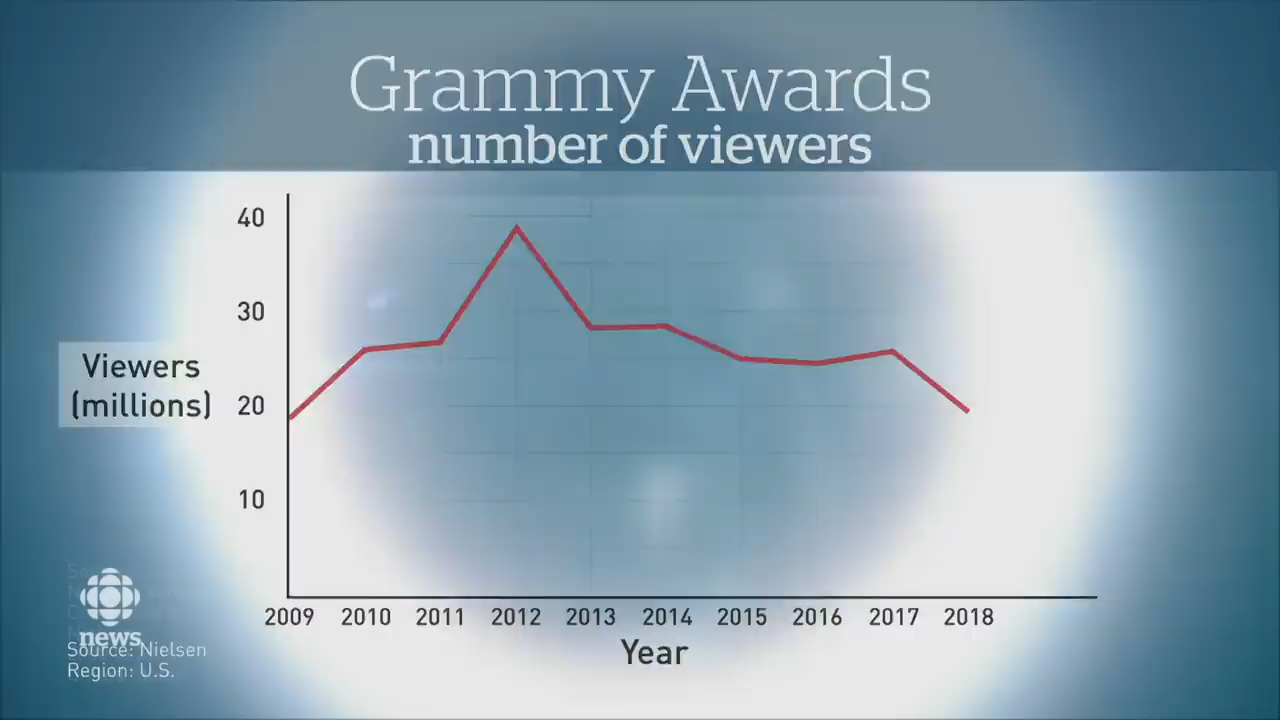 Grammy Awards
number of viewers
40
30
Viewers
(millions)
20
10
2009 2010 2011 2012 2013 2014 2015 2016 2017 2018
Year
news
Source: Nielsen
Region: U.S.